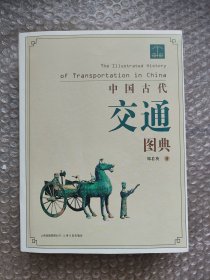 The Illustrated History
of Transportation in China
中国古代
交通
图典